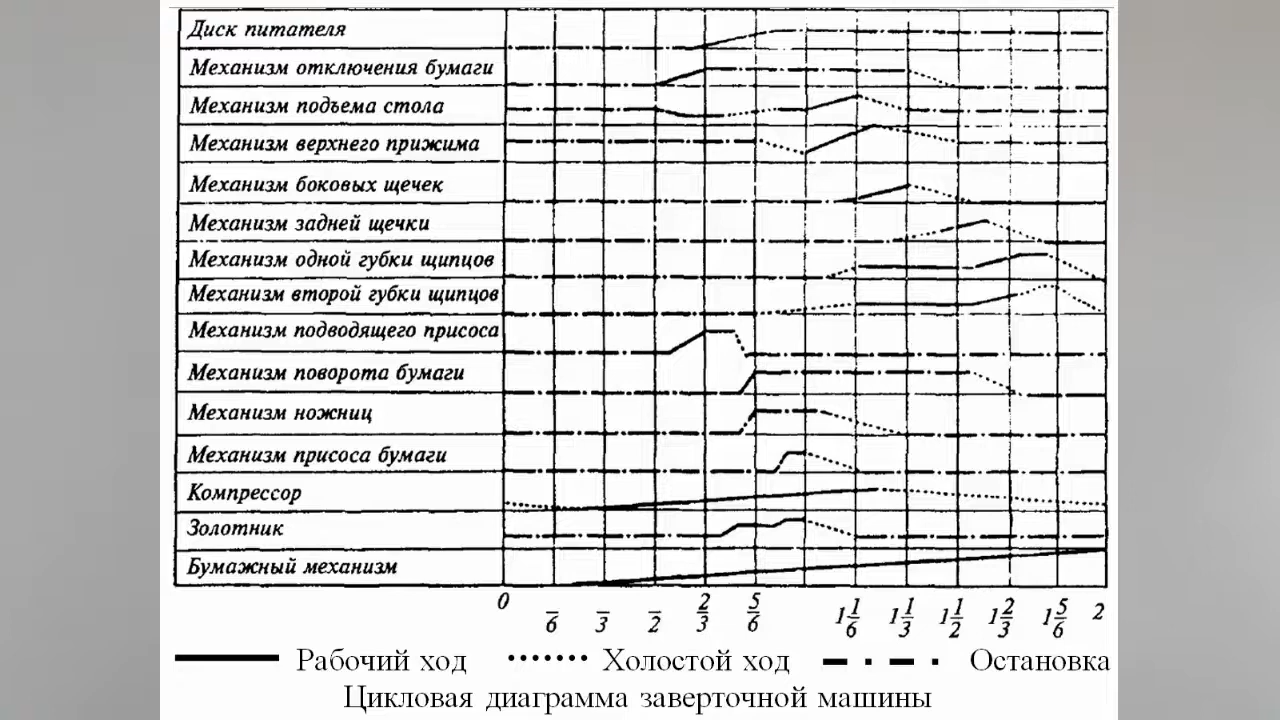 Диск питателя
Механизм отключения бумаги
Механизм подъема стола
Механизм верхнего прижима
Механизм боковых щечек
Механизм задней щечки
Механизм одной губки щипцов
Механизм второй губки щипцов
Механизм подводящего присоса
Механизм поворота бумаги
Механизм ножниц
Механизм присоса бумаги
Компрессор
Золотник
Бумажный механизм
0 6 3 2 2/3 5/6 1 1/6 1 1/3 1 1/2 1 2/3 1 5/6 2
Рабочий ход Холостой ход Остановка
Цикловая диаграмма заверточной машины